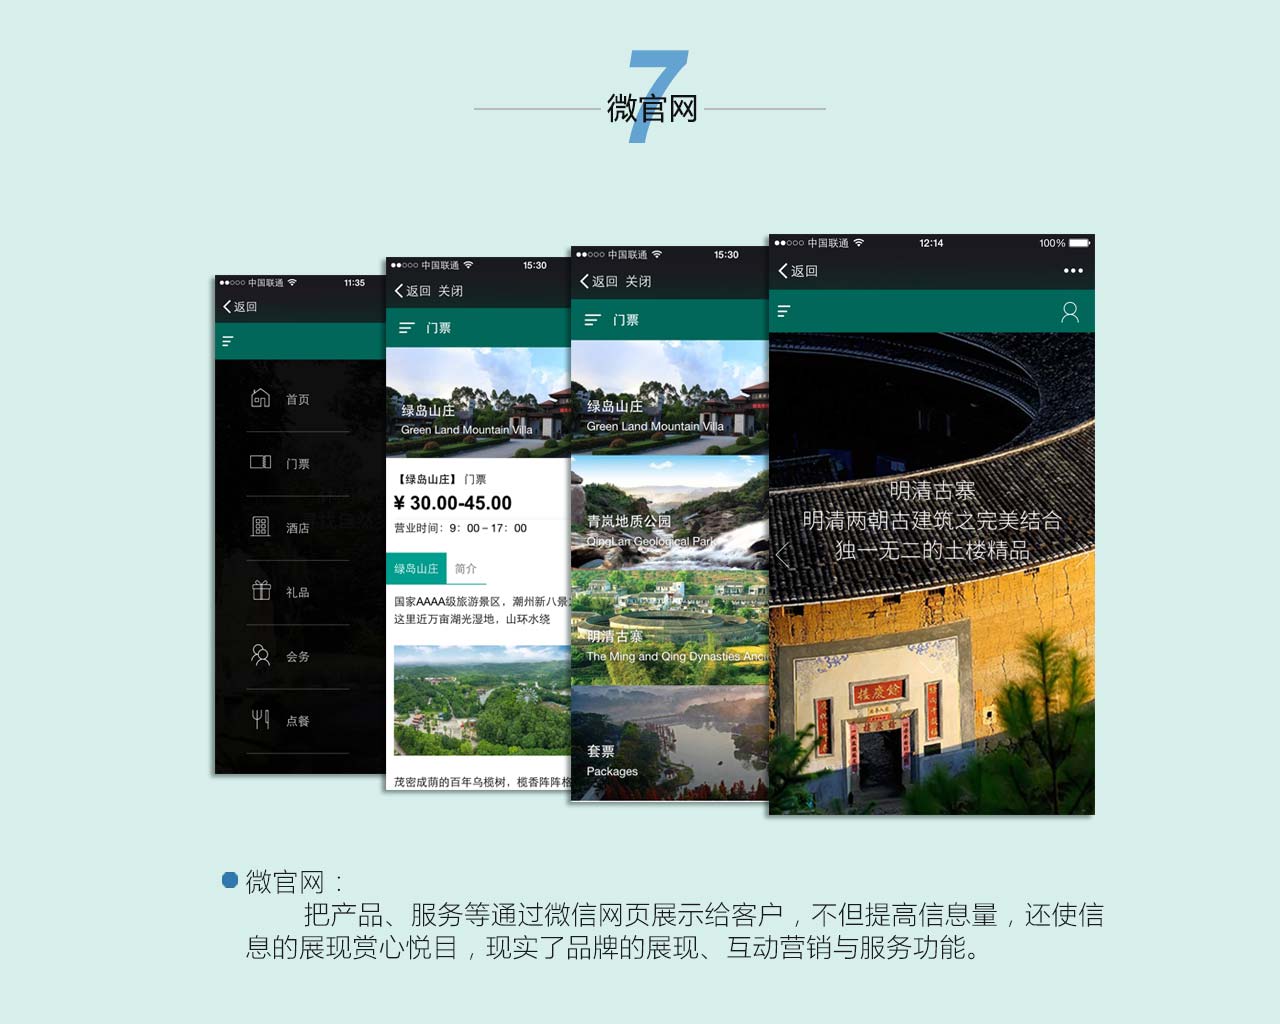 7
微官网
中国联通 11:35
返回
首页
门票
酒店
礼品
会务
点餐
中国联通 15:30
返回 关闭
门票
绿岛山庄
Green Land Mountain Villa
【绿岛山庄】 门票
¥ 30.00-45.00
营业时间：9：00－17：00
绿岛山庄 简介
国家AAAA级旅游景区，潮州新八景
这里近万亩湖光湿地，山环水绕
茂密成荫的百年乌榄树，榄香阵阵格
中国联通 15:30
返回 关闭
门票
绿岛山庄
Green Land Mountain Villa
青岚地质公园
QingLan Geological Park
明清古寨
The Ming and Qing Dynasties Anci
套票
Packages
中国联通 12:14 100%
返回
明清古寨
明清两朝古建筑之完美结合
独一无二的土楼精品
楼慶餘
微官网：
把产品、服务等通过微信网页展示给客户，不但提高信息量，还使信
息的展现赏心悦目，现实了品牌的展现、互动营销与服务功能。